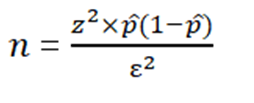 n = z² × p̂(1−p̂) / ε²